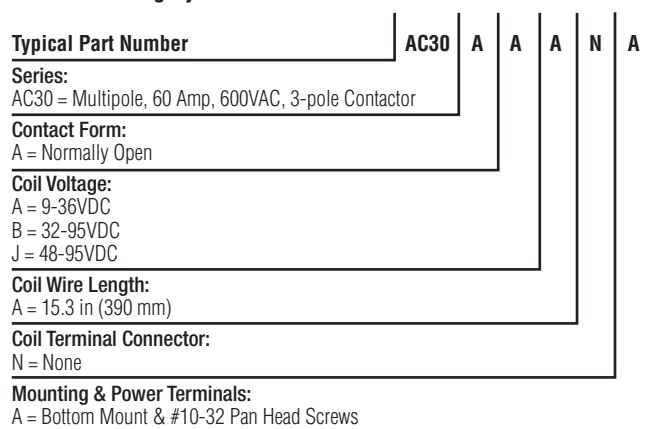 Typical Part Number AC30 A A A N A
Series:
AC30 = Multipole, 60 Amp, 600VAC, 3-pole Contactor
Contact Form:
A = Normally Open
Coil Voltage:
A = 9-36VDC
B = 32-95VDC
J = 48-95VDC
Coil Wire Length:
A = 15.3 in (390 mm)
Coil Terminal Connector:
N = None
Mounting & Power Terminals:
A = Bottom Mount & #10-32 Pan Head Screws